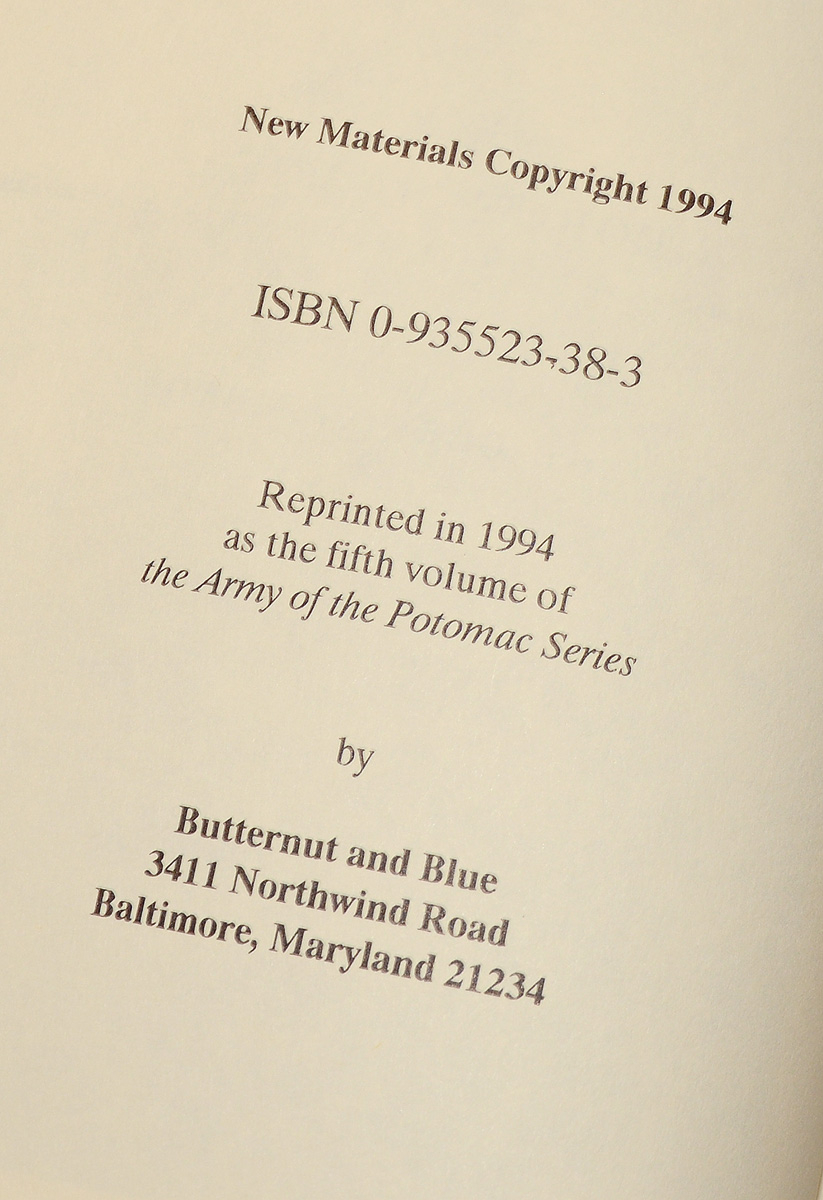 New Materials Copyright 1994
ISBN 0-935523-38-3
Reprinted in 1994
as the fifth volume of
the Army of the Potomac Series
by
Butternut and Blue
3411 Northwind Road
Baltimore, Maryland 21234